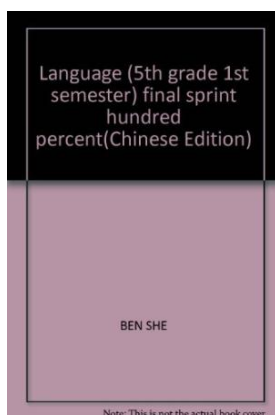 Language (5th grade 1st
semester) final sprint
hundred
percent(Chinese Edition)
BEN SHE
Note: This is not the actual book cover